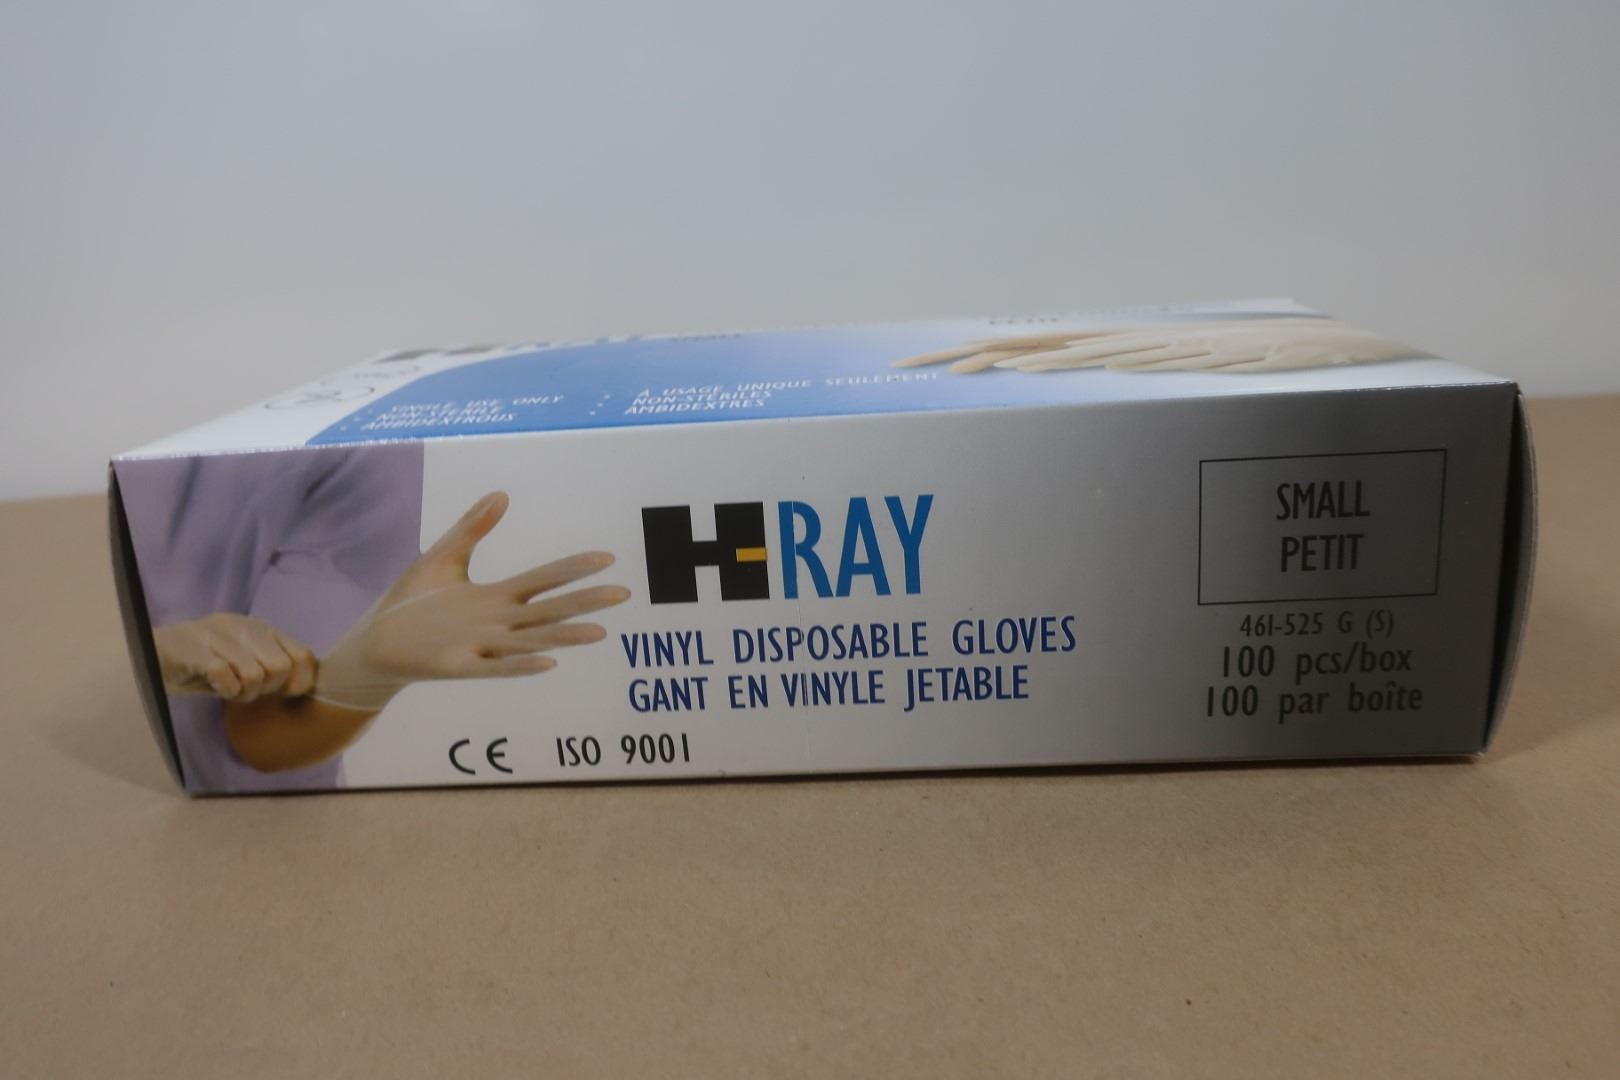 SINGLE USE ONLY
NON-STERILE
AMBIDEXTROUS
A USAGE UNIQUE SEULEMENT
NON-STÉRILES
AMBIDEXTRES
H-RAY
VINYL DISPOSABLE GLOVES
GANT EN VINYLE JETABLE
CE ISO 9001
SMALL
PETIT
461-525 G (S)
100 pcs/box
100 par boîte